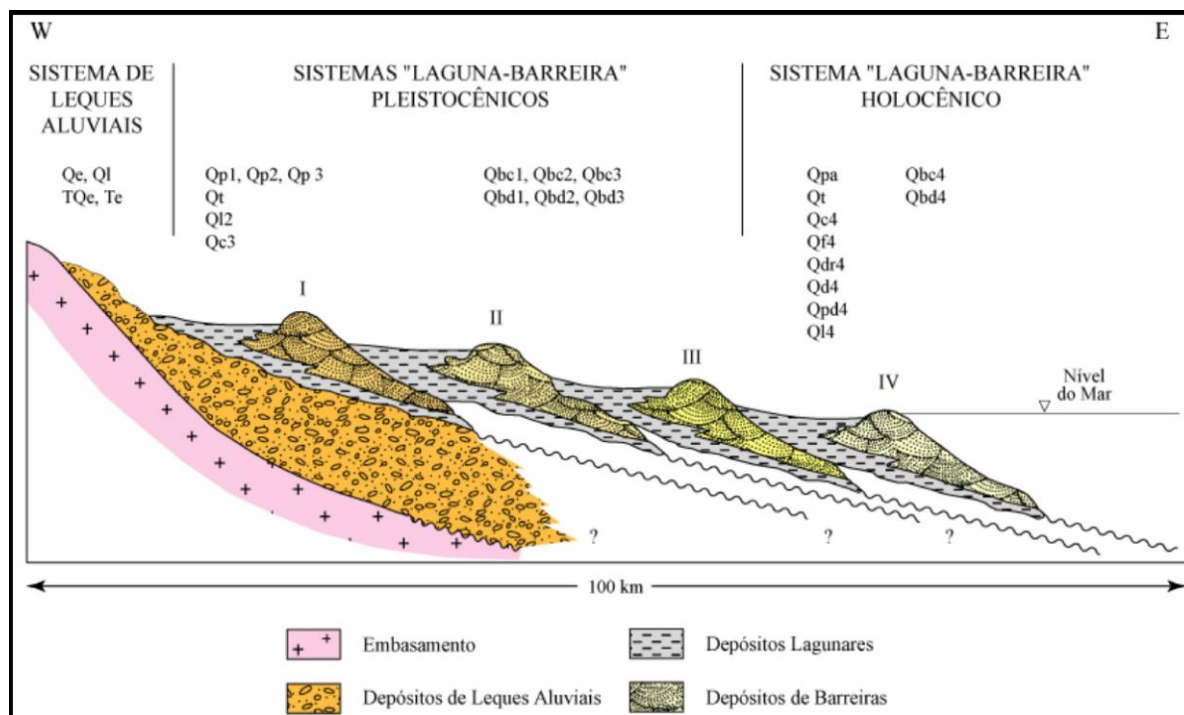 W
E
SISTEMA DE
LEQUES
ALUVIAIS
SISTEMAS "LAGUNA-BARREIRA"
PLEISTOCÊNICOS
SISTEMA "LAGUNA-BARREIRA"
HOLOCÊNICO
Qe, Ql
TQe, Te
Qp1, Qp2, Qp 3
Qt
Ql2
Qc3
Qbc1, Qbc2, Qbc3
Qbd1, Qbd2, Qbd3
Qpa
Qt
Qc4
Qf4
Qdr4
Qd4
Qpd4
Ql4
Qbc4
Qbd4
I
II
III
IV
Nível
do Mar
?
?
?
100 km
Embasamento
Depósitos Lagunares
Depósitos de Leques Aluviais
Depósitos de Barreiras